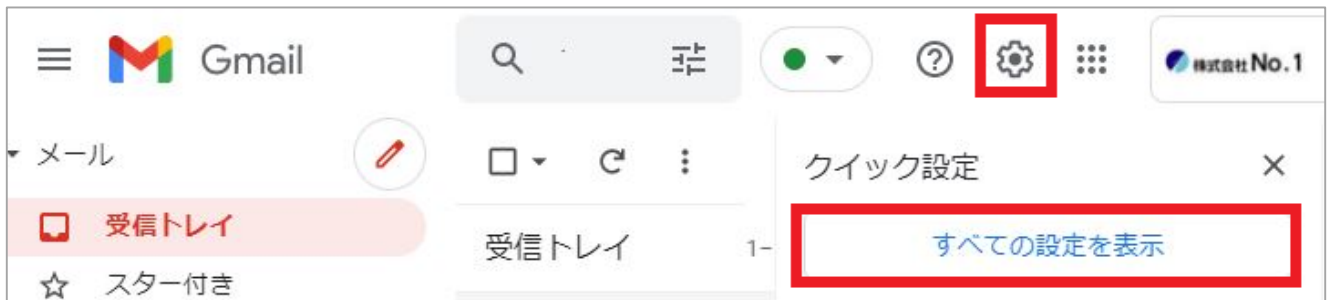 Gmail
株式会社No.1
メール
クイック設定
受信トレイ
受信トレイ
1–
すべての設定を表示
スター付き